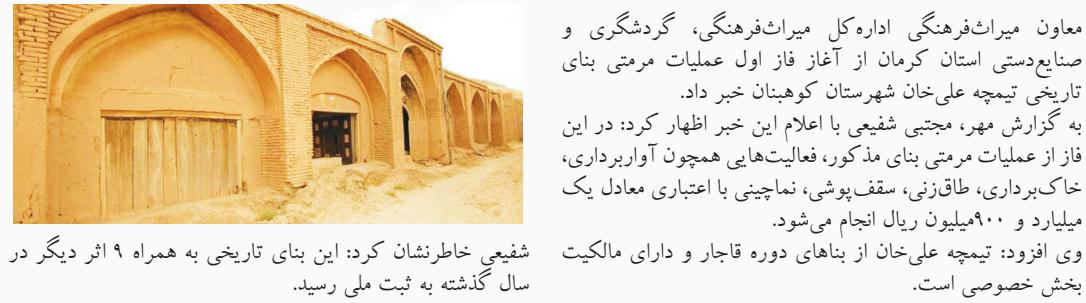 معاون میراث‌فرهنگی اداره‌کل میراث‌فرهنگی، گردشگری و
صنایع‌دستی استان کرمان از آغاز فاز اول عملیات مرمتی بنای
تاریخی تیمچه علی‌خان شهرستان کوهبنان خبر داد.
به گزارش مهر، مجتبی شفیعی با اعلام این خبر اظهار کرد: در این
فاز از عملیات مرمتی بنای مذکور، فعالیت‌هایی همچون آواربرداری،
خاک‌برداری، طاق‌زنی، سقف‌پوشی، نماچینی با اعتباری معادل یک
میلیارد و ۹۰۰میلیون ریال انجام می‌شود.
وی افزود: تیمچه علی‌خان از بناهای دوره قاجار و دارای مالکیت
بخش خصوصی است.
شفیعی خاطرنشان کرد: این بنای تاریخی به همراه ۹ اثر دیگر در
سال گذشته به ثبت ملی رسید.